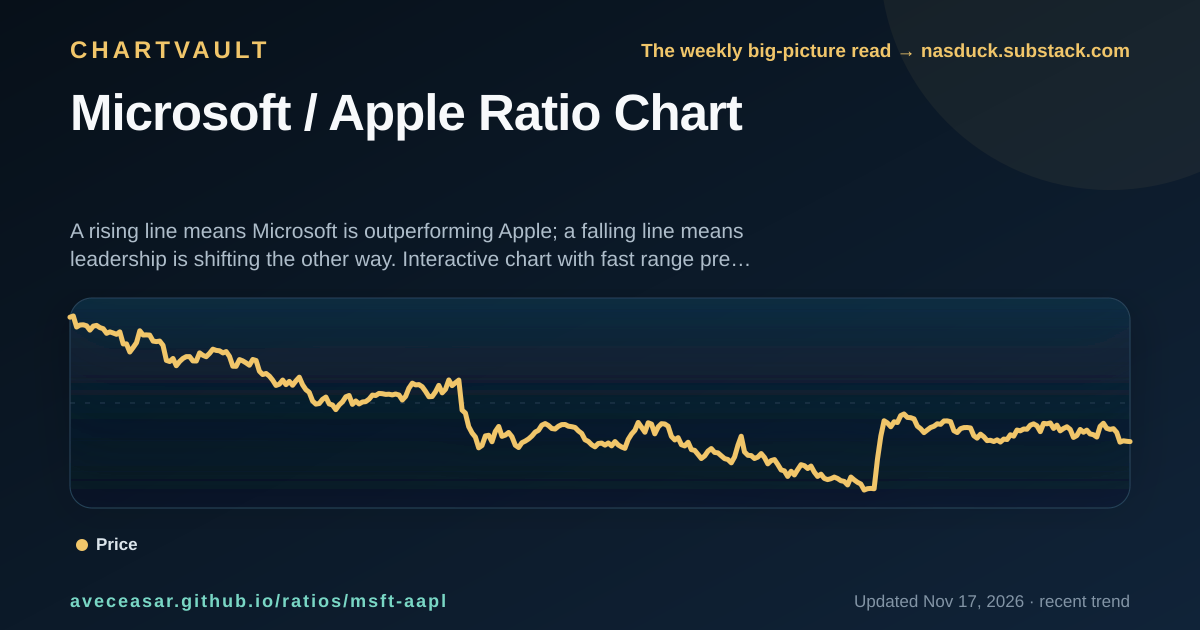 CHARTVAULT
The weekly big-picture read → nasduck.substack.com
Microsoft / Apple Ratio Chart
A rising line means Microsoft is outperforming Apple; a falling line means
leadership is shifting the other way. Interactive chart with fast range pre…
Price
aveceasar.github.io/ratios/msft-aapl
Updated Nov 17, 2026 · recent trend